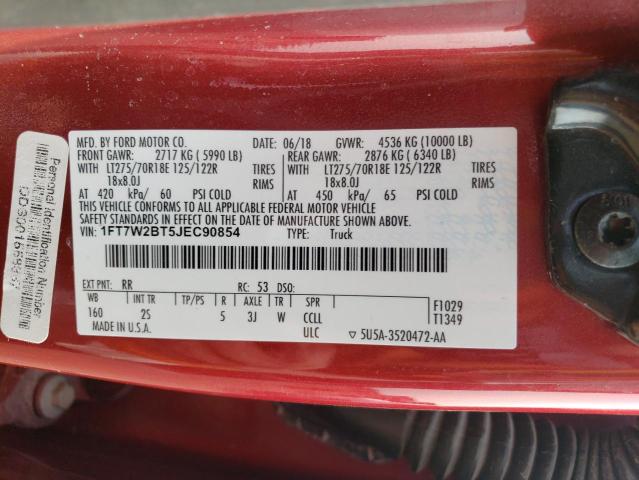 MFD. BY FORD MOTOR CO. DATE: 06/18 GVWR: 4536 KG (10000 LB)
FRONT GAWR: 2717 KG ( 5990 LB) REAR GAWR: 2876 KG ( 6340 LB)
WITH LT275/70R18E 125/122R TIRES WITH LT275/70R18E 125/122R TIRES
18x8.0J RIMS 18x8.0J RIMS
AT 420 kPa/ 60 PSI COLD AT 450 kPa/ 65 PSI COLD
THIS VEHICLE CONFORMS TO ALL APPLICABLE FEDERAL MOTOR VEHICLE
SAFETY STANDARDS IN EFFECT ON THE DATE OF MANUFACTURE SHOWN ABOVE.
VIN: 1FT7W2BT5JEC90854 TYPE: Truck
EXT PNT: RR RC: 53 DSO:
WB INT TR TP/PS R AXLE TR SPR F1029
160 2S 5 3J W CCLL T1349
MADE IN U.S.A. ULC 5U5A-3520472-AA
Personal Identification Number